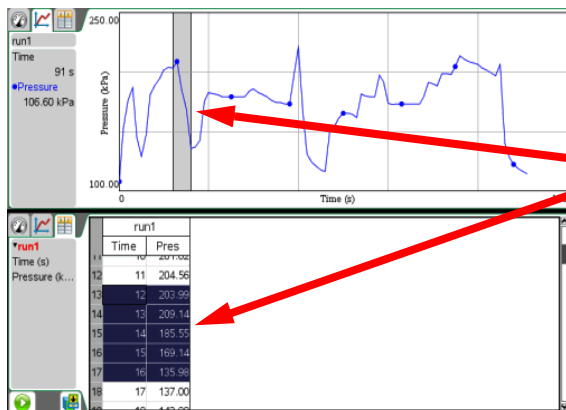 250.00
run1
Time
91 s
Pressure
106.60 kPa
Pressure (kPa)
100.00
0
Time (s)
run1
run1
Time (s)
Pressure (k...
Time Pres
12 11 204.56
13 12 203.99
14 13 209.14
15 14 185.55
16 15 169.14
17 16 135.98
18 17 137.00